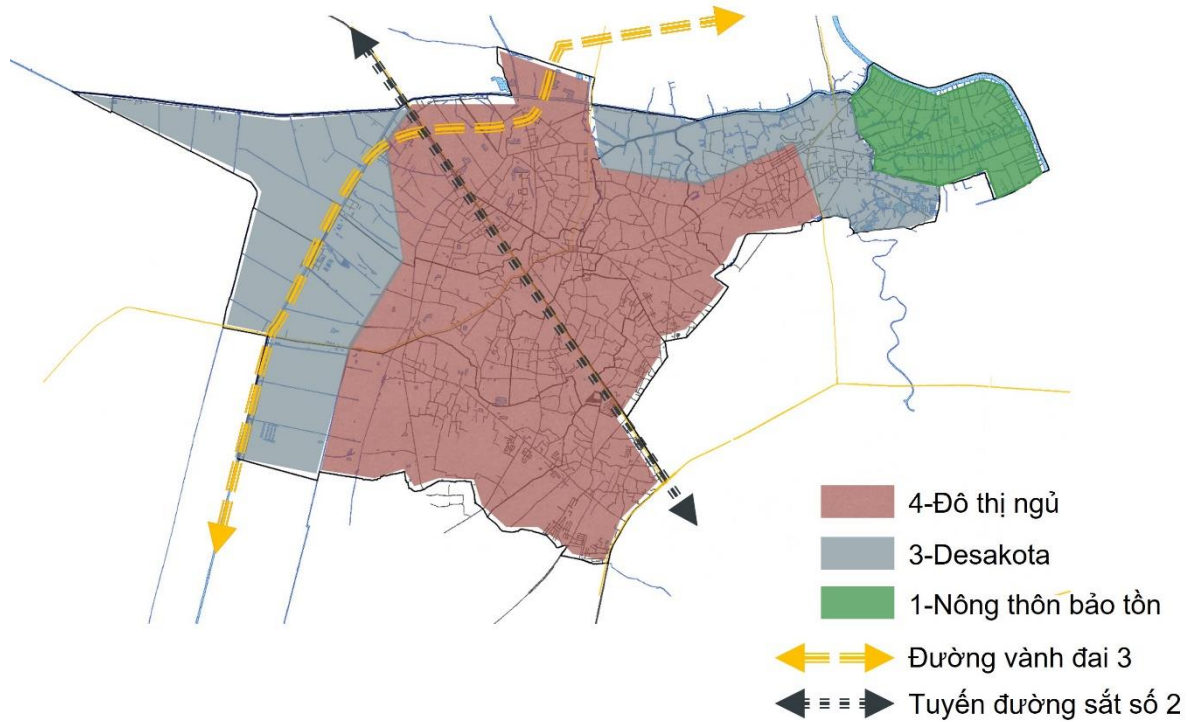 4-Đô thị ngủ
3-Desakota
1-Nông thôn bảo tồn
Đường vành đai 3
Tuyến đường sắt số 2